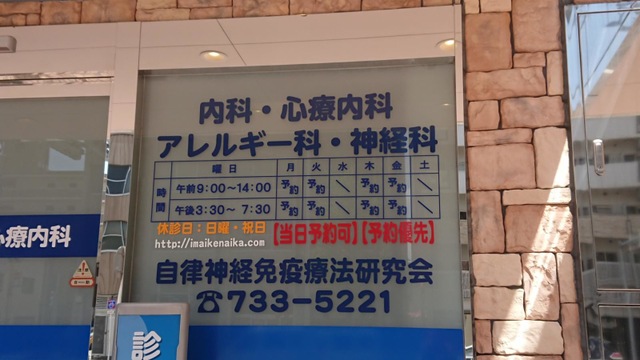 内科・心療内科
アレルギー科・神経科
曜日 月 火 水 木 金 土
時間 午前9:00～14:00 予約 予約 ＼ 予約 予約 ＼
午後3:30～7:30 予約 予約 ＼ 予約 予約 ＼
休診日：日曜・祝日
【当日予約可】【予約優先】
http://imaikenaika.com
自律神経免疫療法研究会
☎733-5221
心療内科
診